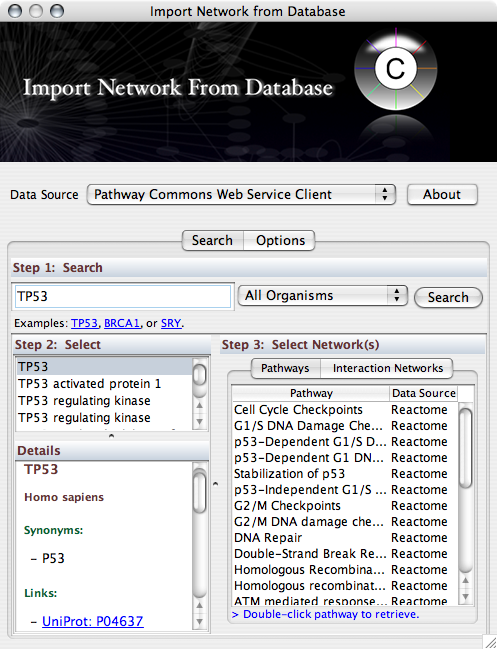 Import Network from Database
Import Network From Database
C
Data Source Pathway Commons Web Service Client About
Search Options
Step 1: Search
TP53 All Organisms Search
Examples: TP53, BRCA1, or SRY.
Step 2: Select
TP53
TP53 activated protein 1
TP53 regulating kinase
TP53 regulating kinase
Details
TP53
Homo sapiens
Synonyms:
- P53
Links:
- UniProt: P04637
Step 3: Select Network(s)
Pathways Interaction Networks
Pathway Data Source
Cell Cycle Checkpoints Reactome
G1/S DNA Damage Che... Reactome
p53-Dependent G1/S D... Reactome
p53-Dependent G1 DN... Reactome
Stabilization of p53 Reactome
p53-Independent G1/S ... Reactome
G2/M Checkpoints Reactome
G2/M DNA damage che... Reactome
DNA Repair Reactome
Double-Strand Break Re... Reactome
Homologous Recombina... Reactome
Homologous recombinat... Reactome
ATM mediated response... Reactome
> Double-click pathway to retrieve.